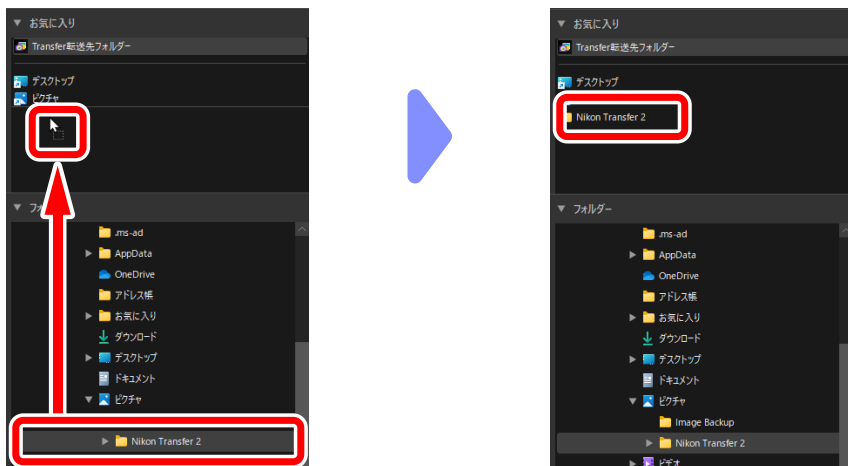 お気に入り
Transfer転送先フォルダー
デスクトップ
ピクチャ
フォ
.ms-ad
AppData
OneDrive
アドレス帳
お気に入り
ダウンロード
デスクトップ
ドキュメント
ピクチャ
Nikon Transfer 2
お気に入り
Transfer転送先フォルダー
デスクトップ
Nikon Transfer 2
フォルダー
.ms-ad
AppData
OneDrive
アドレス帳
お気に入り
ダウンロード
デスクトップ
ドキュメント
ピクチャ
Image Backup
Nikon Transfer 2
ビデオ